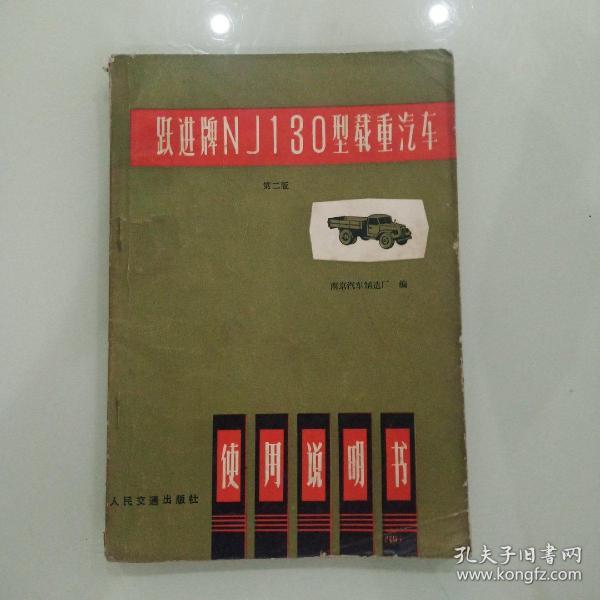 跃进牌NJ130型载重汽车
第二版
南京汽车制造厂 编
使用说明书
人民交通出版社
孔夫子旧书网
www.kongfz.com